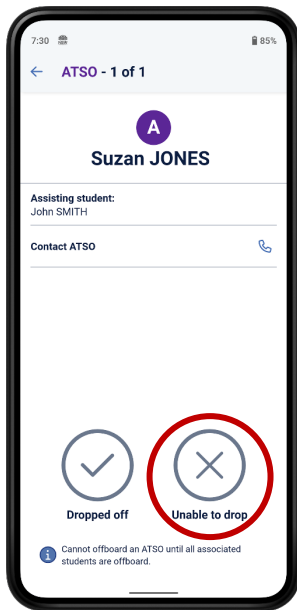 7:30 85%
ATSO - 1 of 1
A
Suzan JONES
Assisting student:
John SMITH
Contact ATSO
Dropped off Unable to drop
i Cannot offboard an ATSO until all associated
students are offboard.